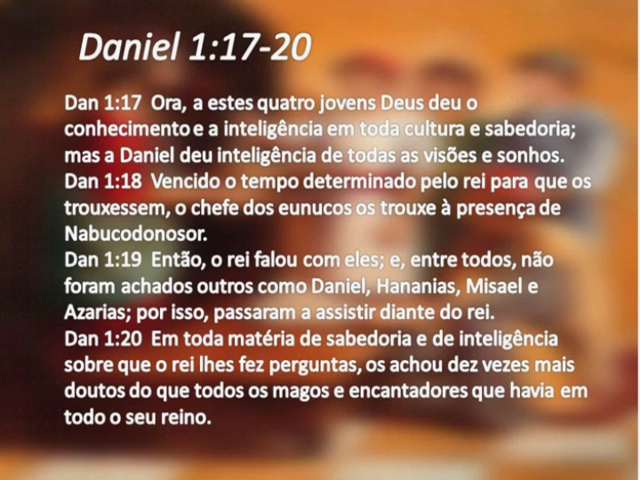 Daniel 1:17-20
Dan 1:17 Ora, a estes quatro jovens Deus deu o
conhecimento e a inteligência em toda cultura e sabedoria;
mas a Daniel deu inteligência de todas as visões e sonhos.
Dan 1:18 Vencido o tempo determinado pelo rei para que os
trouxessem, o chefe dos eunucos os trouxe à presença de
Nabucodonosor.
Dan 1:19 Então, o rei falou com eles; e, entre todos, não
foram achados outros como Daniel, Hananias, Misael e
Azarias; por isso, passaram a assistir diante do rei.
Dan 1:20 Em toda matéria de sabedoria e de inteligência
sobre que o rei lhes fez perguntas, os achou dez vezes mais
doutos do que todos os magos e encantadores que havia em
todo o seu reino.